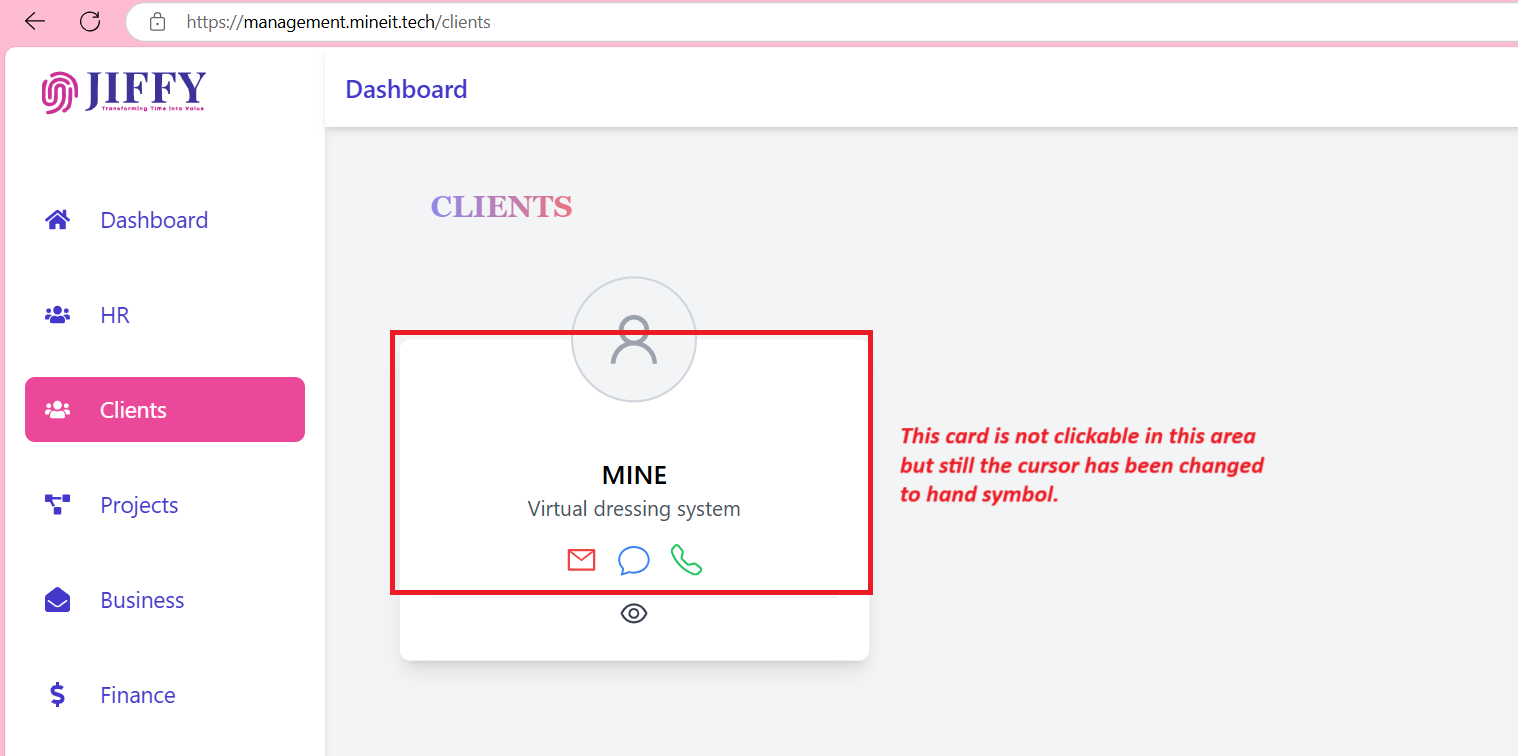 https://management.mineit.tech/clients
JIFFY
Transforming Time Into Value
Dashboard
Dashboard
HR
Clients
Projects
Business
Finance
CLIENTS
MINE
Virtual dressing system
This card is not clickable in this area
but still the cursor has been changed
to hand symbol.